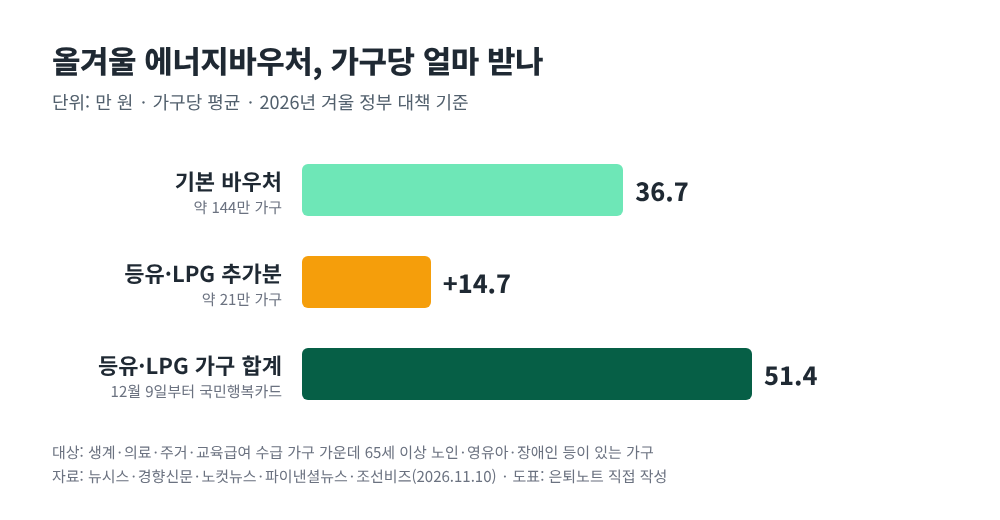 올겨울 에너지바우처, 가구당 얼마 받나
단위: 만 원 · 가구당 평균 · 2026년 겨울 정부 대책 기준
기본 바우처
약 144만 가구
36.7
등유·LPG 추가분
약 21만 가구
+14.7
등유·LPG 가구 합계
12월 9일부터 국민행복카드
51.4
대상: 생계·의료·주거·교육급여 수급 가구 가운데 65세 이상 노인·영유아·장애인 등이 있는 가구
자료: 뉴시스·경향신문·노컷뉴스·파이낸셜뉴스·조선비즈(2026.11.10) · 도표: 은퇴노트 직접 작성